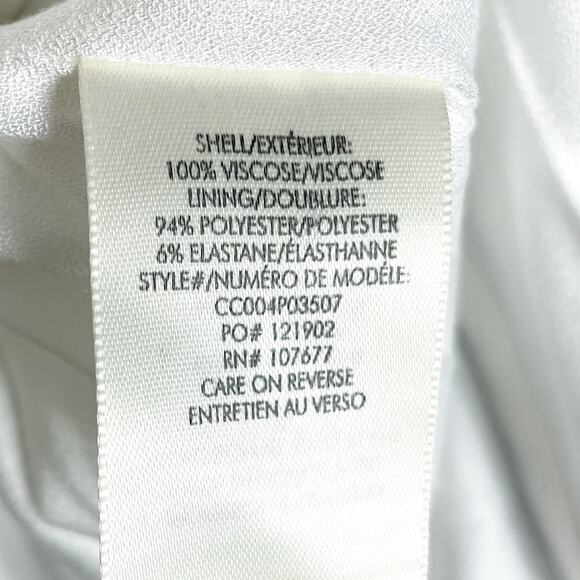 SHELL/EXTÉRIEUR:
100% VISCOSE/VISCOSE
LINING/DOUBLURE:
94% POLYESTER/POLYESTER
6% ELASTANE/ÉLASTHANNE
STYLE#/NUMÉRO DE MODÉLE:
CC004P03507
PO# 121902
RN# 107677
CARE ON REVERSE
ENTRETIEN AU VERSO